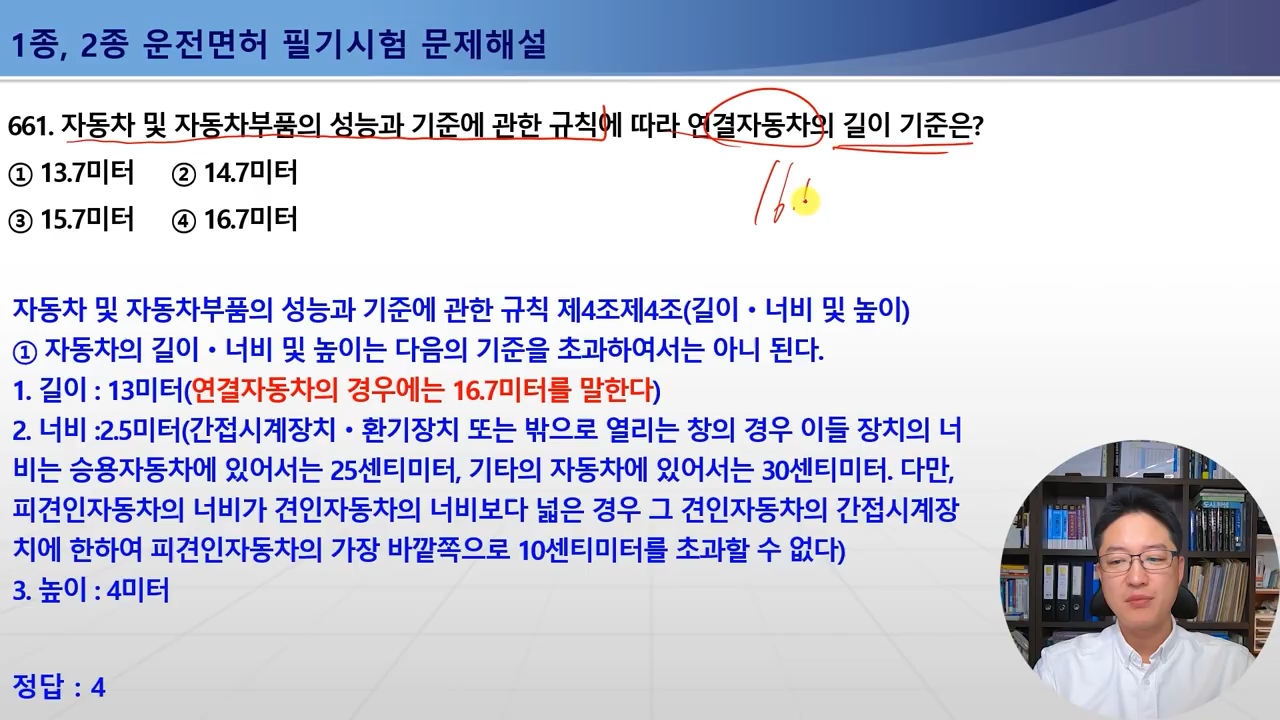 1종, 2종 운전면허 필기시험 문제해설
661. 자동차 및 자동차부품의 성능과 기준에 관한 규칙에 따라 연결자동차의 길이 기준은?
① 13.7미터 ② 14.7미터
③ 15.7미터 ④ 16.7미터
16.
자동차 및 자동차부품의 성능과 기준에 관한 규칙 제4조제4조(길이・너비 및 높이)
① 자동차의 길이・너비 및 높이는 다음의 기준을 초과하여서는 아니 된다.
1. 길이 : 13미터(연결자동차의 경우에는 16.7미터를 말한다)
2. 너비 :2.5미터(간접시계장치・환기장치 또는 밖으로 열리는 창의 경우 이들 장치의 너
비는 승용자동차에 있어서는 25센티미터, 기타의 자동차에 있어서는 30센티미터. 다만,
피견인자동차의 너비가 견인자동차의 너비보다 넓은 경우 그 견인자동차의 간접시계장
치에 한하여 피견인자동차의 가장 바깥쪽으로 10센티미터를 초과할 수 없다)
3. 높이 : 4미터
정답 : 4